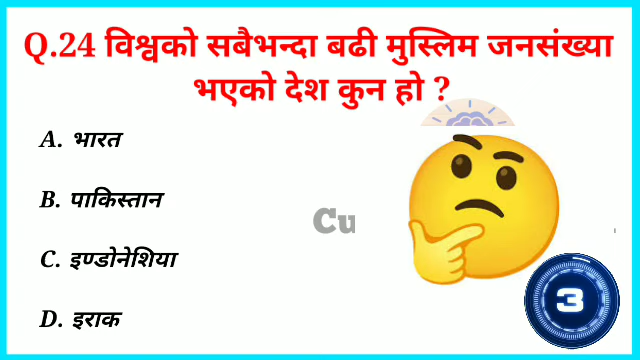 Q.24 विश्वको सबैभन्दा बढी मुस्लिम जनसंख्या
भएको देश कुन हो ?
A. भारत
B. पाकिस्तान
Cu
C. इण्डोनेशिया
3
D. इराक